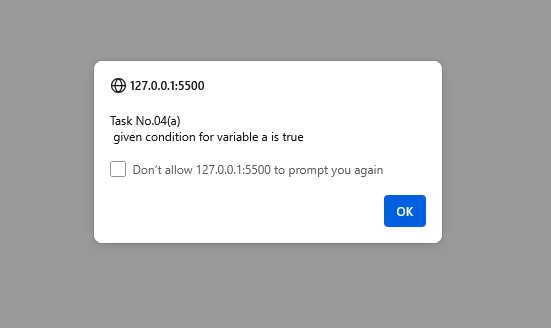 127.0.0.1:5500
Task No.04(a)
given condition for variable a is true
Don't allow 127.0.0.1:5500 to prompt you again
OK